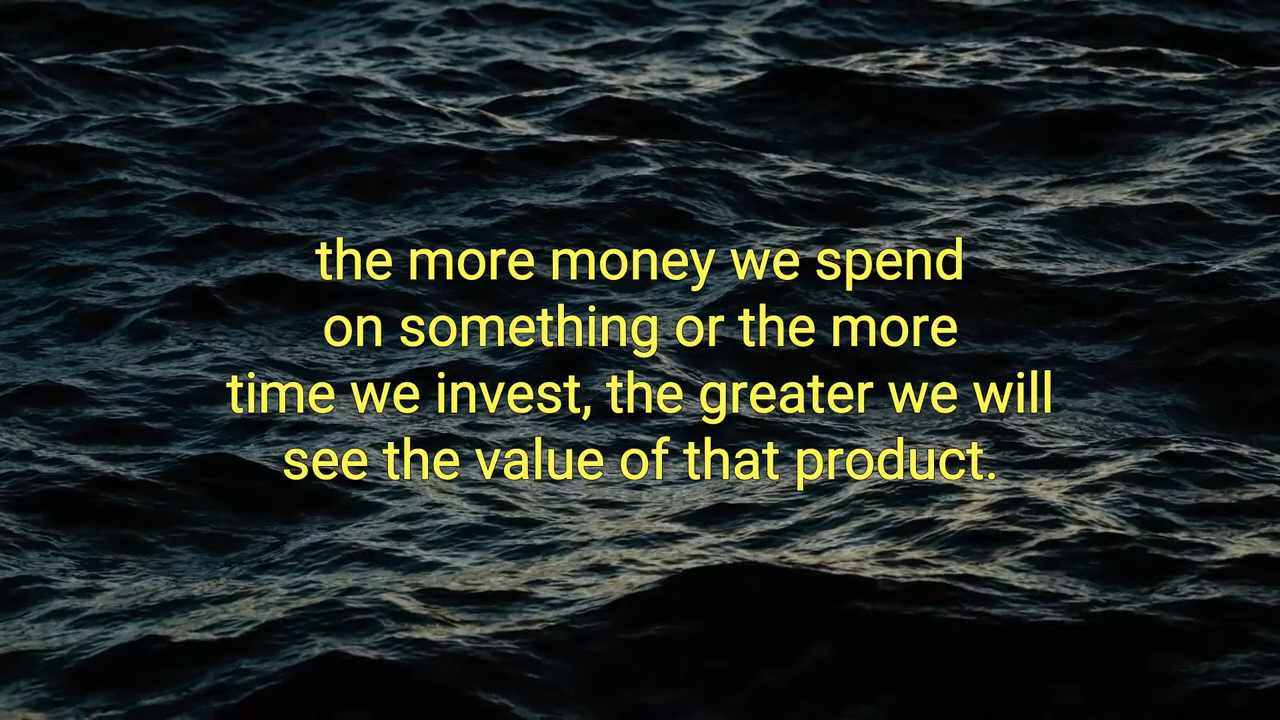 the more money we spend
on something or the more
time we invest, the greater we will
see the value of that product.